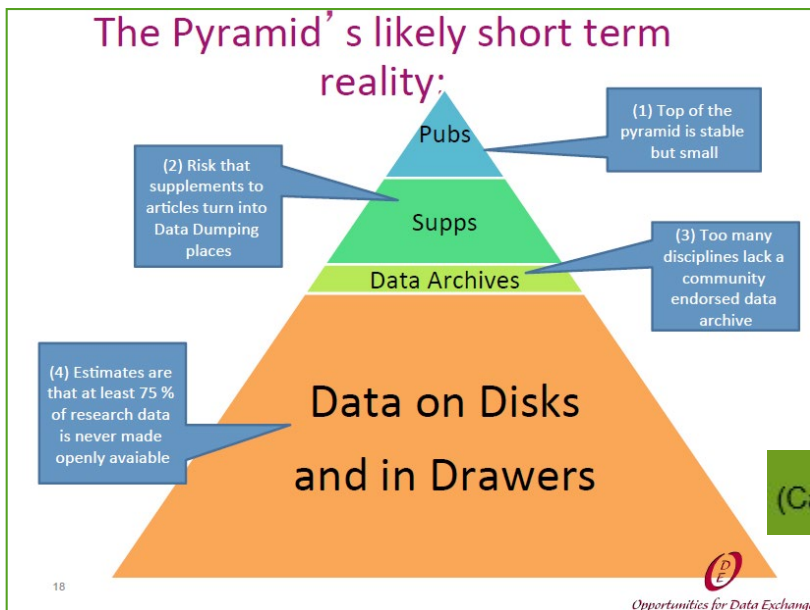 The Pyramid's likely short term
reality:
Pubs
(1) Top of the
pyramid is stable
but small
(2) Risk that
supplements to
articles turn into
Data Dumping
places
Supps
(3) Too many
disciplines lack a
community
endorsed data
archive
Data Archives
(4) Estimates are
that at least 75 %
of research data
is never made
openly avaiable
Data on Disks
and in Drawers
(Ca
18
ODE
Opportunities for Data Exchan